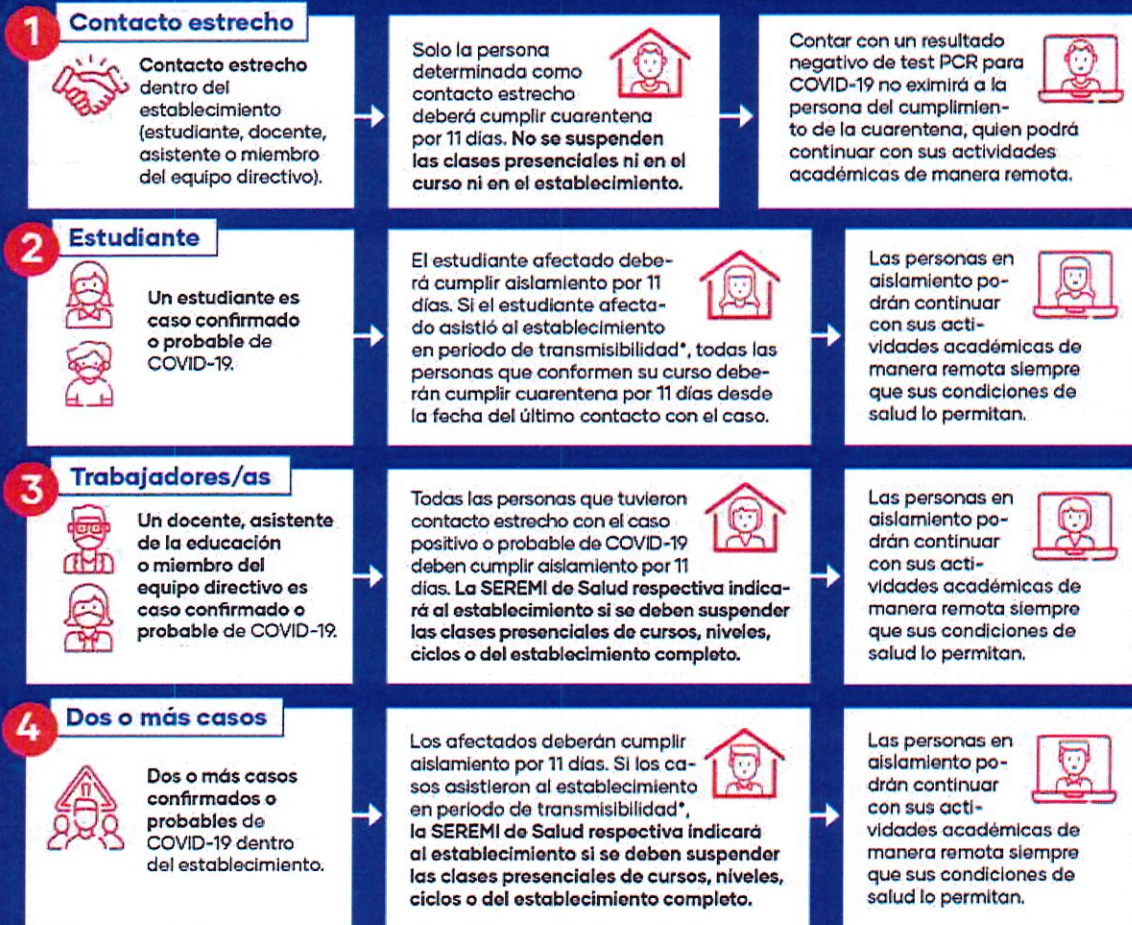 1
Contacto estrecho
Contacto estrecho
dentro del
establecimiento
(estudiante, docente,
asistente o miembro
del equipo directivo).
Solo la persona
determinada como
contacto estrecho
deberá cumplir cuarentena
por 11 días. No se suspenden
las clases presenciales ni en el
curso ni en el establecimiento.
Contar con un resultado
negativo de test PCR para
COVID-19 no eximirá a la
persona del cumplimien-
to de la cuarentena, quien podrá
continuar con sus actividades
académicas de manera remota.
2
Estudiante
Un estudiante es
caso confirmado
o probable de
COVID-19.
El estudiante afectado debe-
rá cumplir aislamiento por 11
días. Si el estudiante afecta-
do asistió al establecimiento
en periodo de transmisibilidad*, todas las
personas que conformen su curso debe-
rán cumplir cuarentena por 11 días desde
la fecha del último contacto con el caso.
Las personas en
aislamiento po-
drán continuar
con sus acti-
vidades académicas de
manera remota siempre
que sus condiciones de
salud lo permitan.
3
Trabajadores/as
Un docente, asistente
de la educación
o miembro del
equipo directivo es
caso confirmado o
probable de COVID-19.
Todas las personas que tuvieron
contacto estrecho con el caso
positivo o probable de COVID-19
deben cumplir aislamiento por 11
días. La SEREMI de Salud respectiva indica-
rá al establecimiento si se deben suspender
las clases presenciales de cursos, niveles,
ciclos o del establecimiento completo.
Las personas en
aislamiento po-
drán continuar
con sus acti-
vidades académicas de
manera remota siempre
que sus condiciones de
salud lo permitan.
4
Dos o más casos
Dos o más casos
confirmados o
probables de
COVID-19 dentro
del establecimiento.
Los afectados deberán cumplir
aislamiento por 11 días. Si los ca-
sos asistieron al establecimiento
en periodo de transmisibilidad*,
la SEREMI de Salud respectiva indicará
al establecimiento si se deben suspender
las clases presenciales de cursos, niveles,
ciclos o del establecimiento completo.
Las personas en
aislamiento po-
drán continuar
con sus acti-
vidades académicas de
manera remota siempre
que sus condiciones de
salud lo permitan.